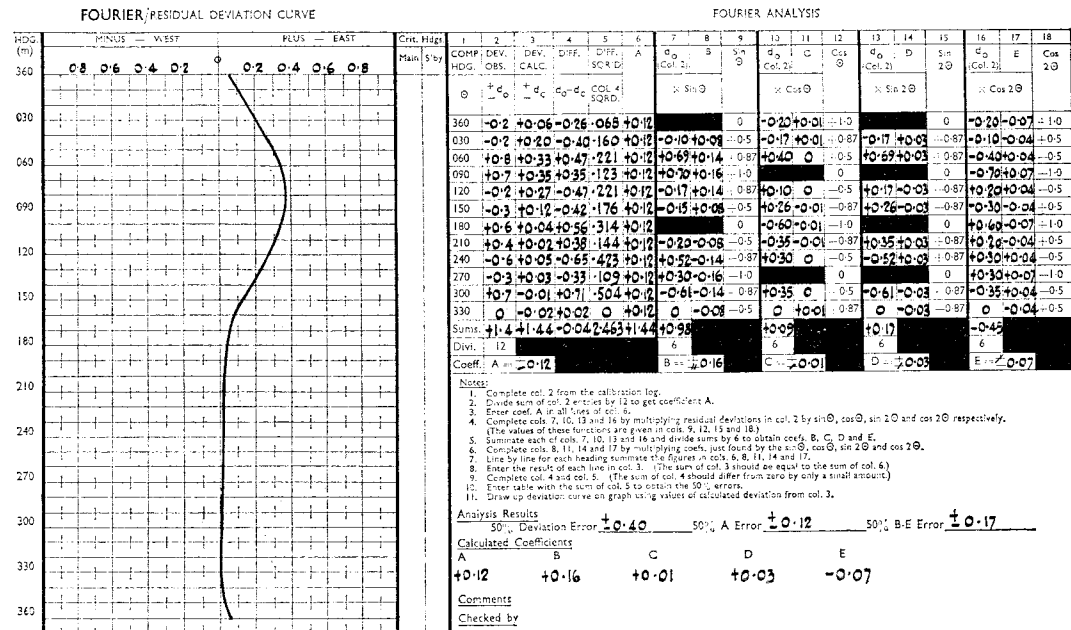 FOURIER/RESIDUAL DEVIATION CURVE
FOURIER ANALYSIS
HDG. (m)
MINUS — WEST
PLUS — EAST
Crit. Hdgs.
Main S'by
0·8 0·6 0·4 0·2 0 0·2 0·4 0·6 0·8
360
030
060
090
120
150
180
210
240
270
300
330
360
1 2 3 4 5 6 7 8 9 10 11 12 13 14 15 16 17 18
COMP HDG. DEV. OBS. DEV. CALC. DIFF. DIFF. SQR'D A do (Col. 2) B Sin Θ do (Col. 2) C Cos Θ do (Col. 2) D Sin 2Θ do (Col. 2) E Cos 2Θ
Θ ± do ± dc do-dc COL 4 SQRD. × Sin Θ × Cos Θ × Sin 2Θ × Cos 2Θ
360 -0·2 +0·06 -0·26 ·068 +0·12 0 -0·20 +0·01 +1·0 0 -0·20 -0·07 +1·0
030 -0·2 +0·20 -0·40 ·160 +0·12 -0·10 +0·08 +0·5 -0·17 +0·01 +0·87 -0·17 +0·03 +0·87 -0·10 -0·04 +0·5
060 +0·8 +0·33 +0·47 ·221 +0·12 +0·69 +0·14 +0·87 +0·40 0 +0·5 +0·69 +0·03 +0·87 -0·40 +0·04 -0·5
090 +0·7 +0·35 +0·35 ·123 +0·12 +0·70 +0·16 +1·0 0 0 -0·70 +0·07 -1·0
120 -0·2 +0·27 -0·47 ·221 +0·12 -0·17 +0·14 +0·87 +0·10 0 -0·5 +0·17 -0·03 -0·87 +0·20 +0·04 -0·5
150 -0·3 +0·12 -0·42 ·176 +0·12 -0·15 +0·08 +0·5 +0·26 -0·01 -0·87 +0·26 -0·03 -0·87 -0·30 -0·04 +0·5
180 +0·6 +0·04 +0·56 ·314 +0·12 0 -0·60 -0·01 -1·0 0 +0·60 -0·07 +1·0
210 +0·4 +0·02 +0·38 ·144 +0·12 -0·20 -0·08 -0·5 -0·35 -0·01 -0·87 +0·35 +0·03 +0·87 +0·20 -0·04 +0·5
240 -0·6 +0·05 -0·65 ·423 +0·12 +0·52 -0·14 -0·87 +0·30 0 -0·5 -0·52 +0·03 +0·87 +0·30 +0·04 -0·5
270 -0·3 +0·03 -0·33 ·109 +0·12 +0·30 -0·16 -1·0 0 0 +0·30 +0·07 -1·0
300 +0·7 -0·01 +0·71 ·504 +0·12 -0·61 -0·14 -0·87 +0·35 0 +0·5 -0·61 -0·03 -0·87 -0·35 +0·04 -0·5
330 0 -0·02 +0·02 0 +0·12 0 -0·08 -0·5 0 +0·01 +0·87 0 -0·03 -0·87 0 -0·04 +0·5
Sums. +1·4 +1·44 -0·04 2·463 +1·44 +0·98 +0·09 +0·17 -0·45
Divi. 12 6 6 6 6
Coeff. A = ±0·12 B = ±0·16 C = ±0·01 D = ±0·03 E = ±0·07
Notes:
1. Complete col. 2 from the calibration log.
2. Divide sum of col. 2 entries by 12 to get coefficient A.
3. Enter coef. A in all lines of col. 6.
4. Complete cols. 7, 10, 13 and 16 by multiplying residual deviations in col. 2 by sinΘ, cosΘ, sin 2Θ and cos 2Θ respectively.
(The values of these functions are given in cols. 9, 12, 15 and 18.)
5. Summate each of cols. 7, 10, 13 and 16 and divide sums by 6 to obtain coefs. B, C, D and E.
6. Complete cols. 8, 11, 14 and 17 by multiplying coefs. just found by the sinΘ, cosΘ, sin 2Θ and cos 2Θ.
7. Line by line for each heading summate the figures in cols. 6, 8, 11, 14 and 17.
8. Enter the result of each line in col. 3. (The sum of col. 3 should be equal to the sum of col. 6.)
9. Complete col. 4 and col. 5. (The sum of col. 4 should differ from zero by only a small amount.)
10. Enter table with the sum of col. 5 to obtain the 50% errors.
11. Draw up deviation curve on graph using values of calculated deviation from col. 3.
Analysis Results
50% Deviation Error ±0·40 50% A Error ±0·12 50% B-E Error ±0·17
Calculated Coefficients
A B C D E
+0·12 +0·16 +0·01 +0·03 -0·07
Comments
Checked by